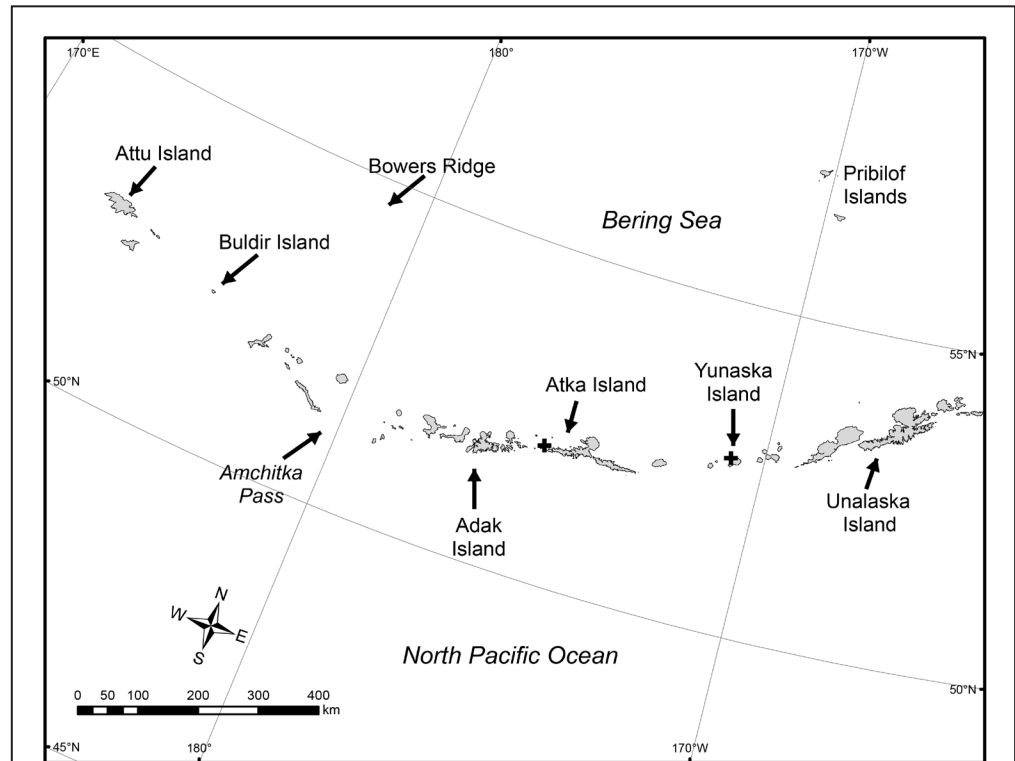 170°E
180°
170°W
Attu Island
Bowers Ridge
Pribilof
Islands
Bering Sea
Buldir Island
55°N
Yunaska
Island
50°N
Atka Island
Amchitka
Pass
Unalaska
Island
Adak
Island
N
W
E
S
North Pacific Ocean
0 50 100 200 300 400
km
50°N
45°N
180°
170°W